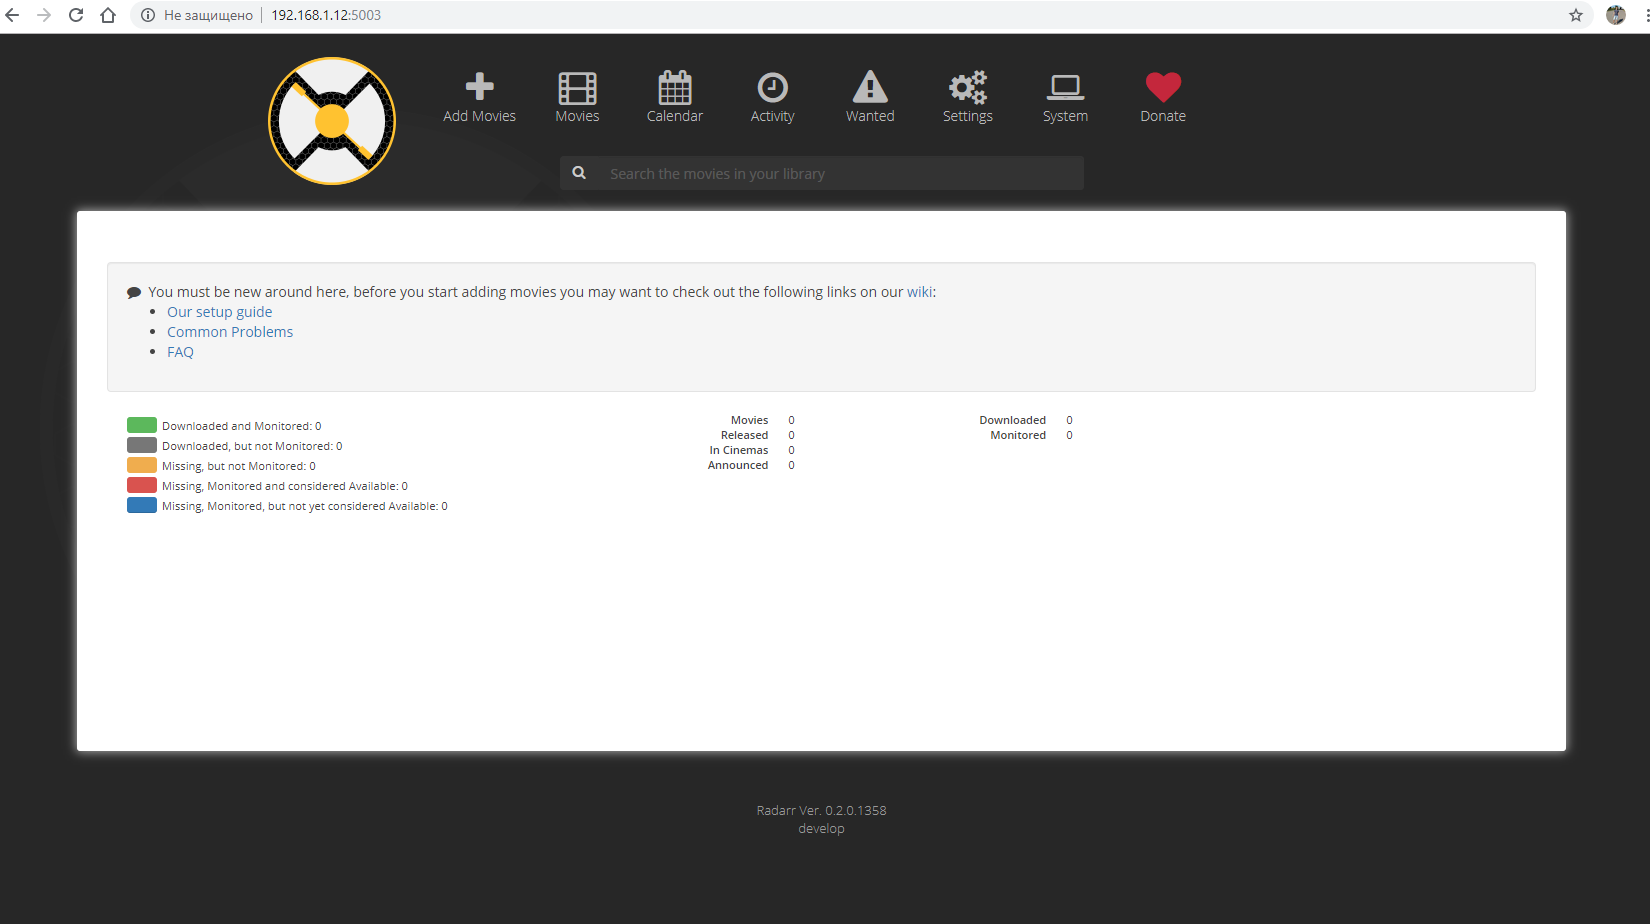 Не защищено 192.168.1.12:5003
Add Movies Movies Calendar Activity Wanted Settings System Donate
Search the movies in your library
You must be new around here, before you start adding movies you may want to check out the following links on our wiki:
Our setup guide
Common Problems
FAQ
Downloaded and Monitored: 0
Downloaded, but not Monitored: 0
Missing, but not Monitored: 0
Missing, Monitored and considered Available: 0
Missing, Monitored, but not yet considered Available: 0
Movies 0
Released 0
In Cinemas 0
Announced 0
Downloaded 0
Monitored 0
Radarr Ver. 0.2.0.1358
develop